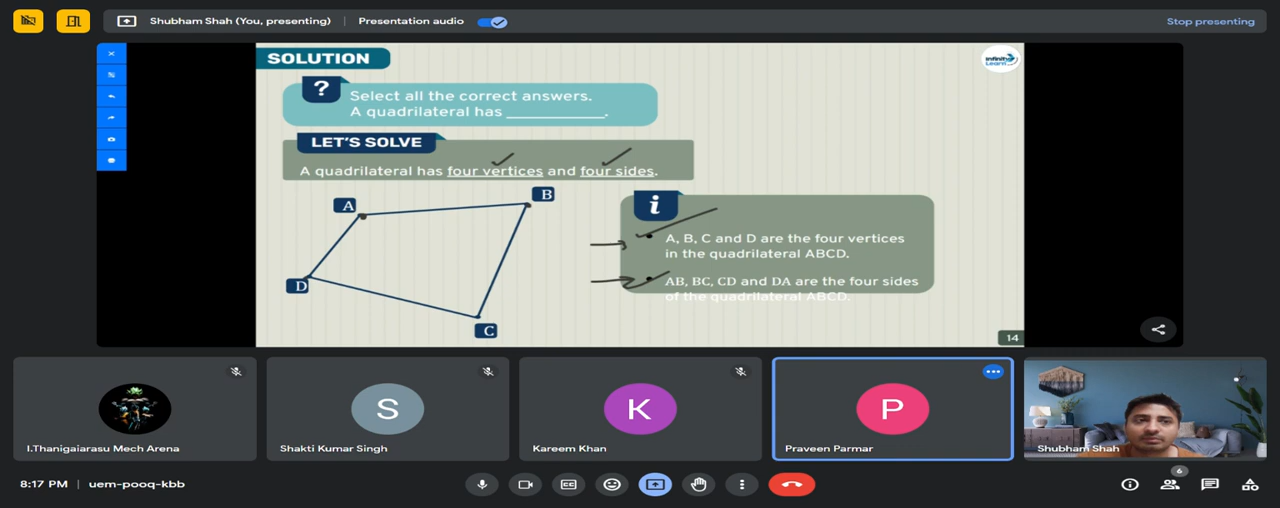 Shubham Shah (You, presenting)
Presentation audio
Stop presenting
SOLUTION
infinity Learn
?
Select all the correct answers.
A quadrilateral has ____________.
LET'S SOLVE
A quadrilateral has four vertices and four sides.
A
B
D
C
i
• A, B, C and D are the four vertices
in the quadrilateral ABCD.
• AB, BC, CD and DA are the four sides
of the quadrilateral ABCD.
14
I.Thanigaiarasu Mech Arena
S
Shakti Kumar Singh
K
Kareem Khan
P
Praveen Parmar
Shubham Shah
8:17 PM | uem-pooq-kbb
CC
6